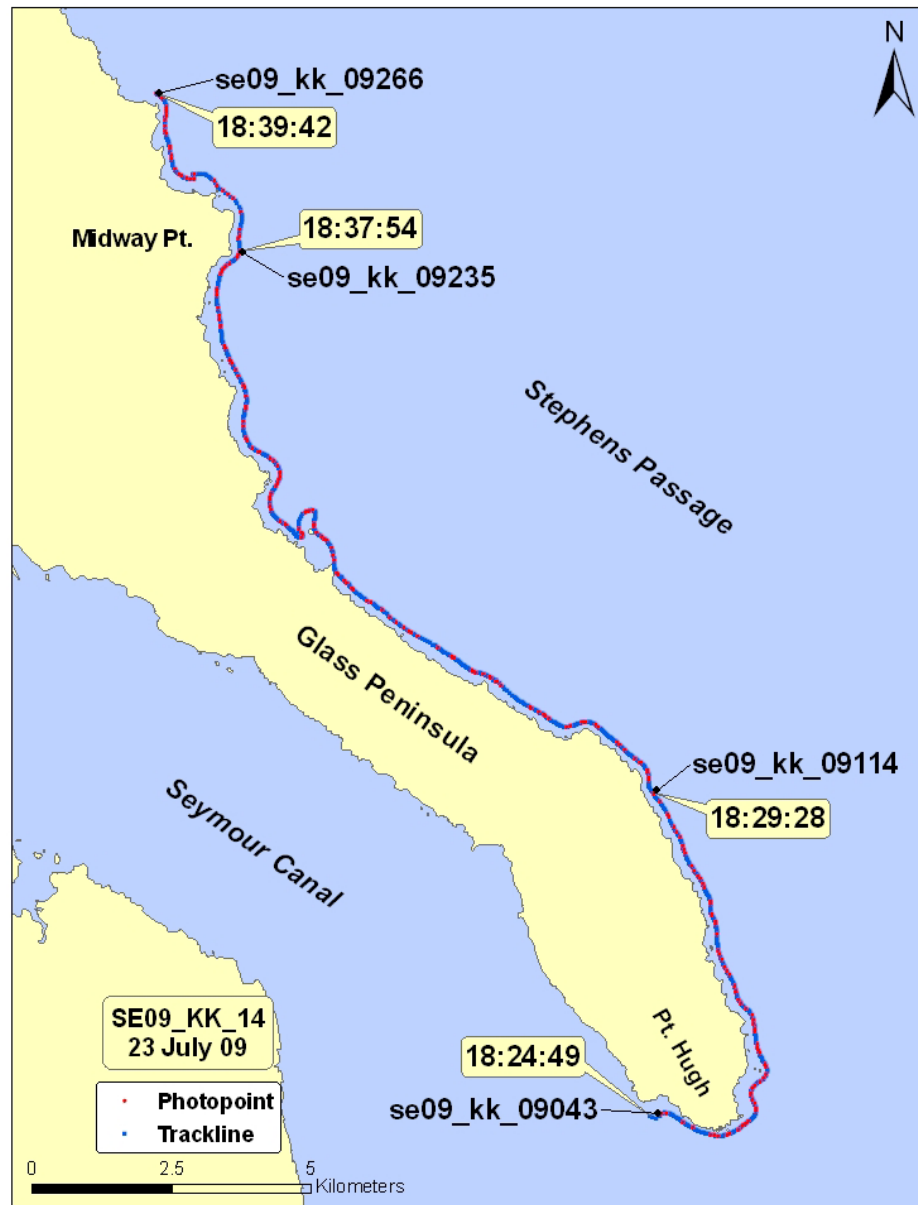 N
se09_kk_09266
18:39:42
18:37:54
Midway Pt.
se09_kk_09235
Stephens Passage
Glass Peninsula
se09_kk_09114
18:29:28
Seymour Canal
SE09_KK_14
23 July 09
Pt. Hugh
18:24:49
se09_kk_09043
Photopoint
Trackline
0 2.5 5
Kilometers